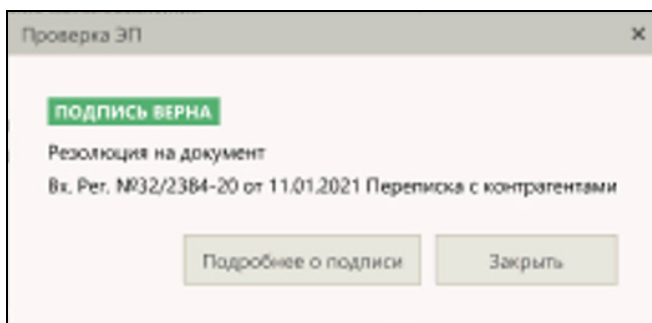 Проверка ЭП
ПОДПИСЬ ВЕРНА
Резолюция на документ
Вх. Рег. №32/2384-20 от 11.01.2021 Переписка с контрагентами
Подробнее о подписи
Закрыть